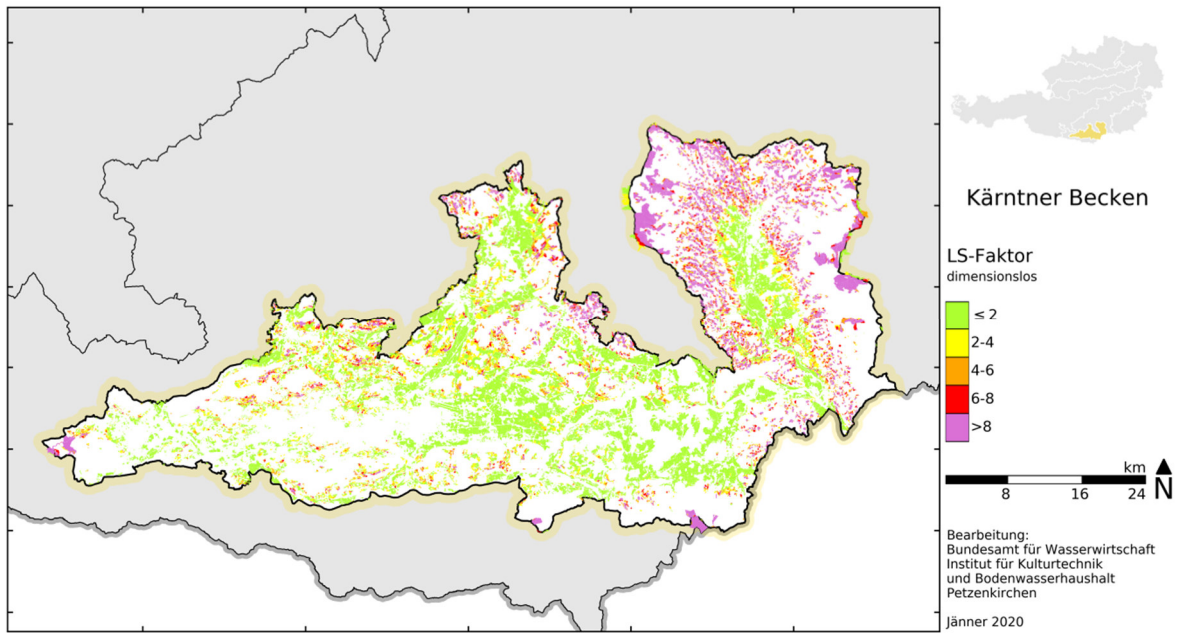 Kärntner Becken
LS-Faktor
dimensionslos
≤ 2
2-4
4-6
6-8
>8
km
8 16 24
N
Bearbeitung:
Bundesamt für Wasserwirtschaft
Institut für Kulturtechnik
und Bodenwasserhaushalt
Petzenkirchen
Jänner 2020